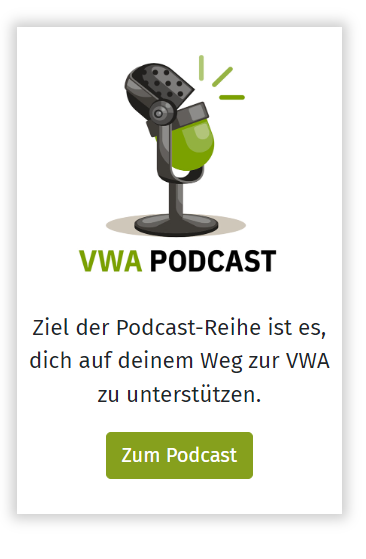 VWA PODCAST
Ziel der Podcast-Reihe ist es,
dich auf deinem Weg zur VWA
zu unterstützen.
Zum Podcast